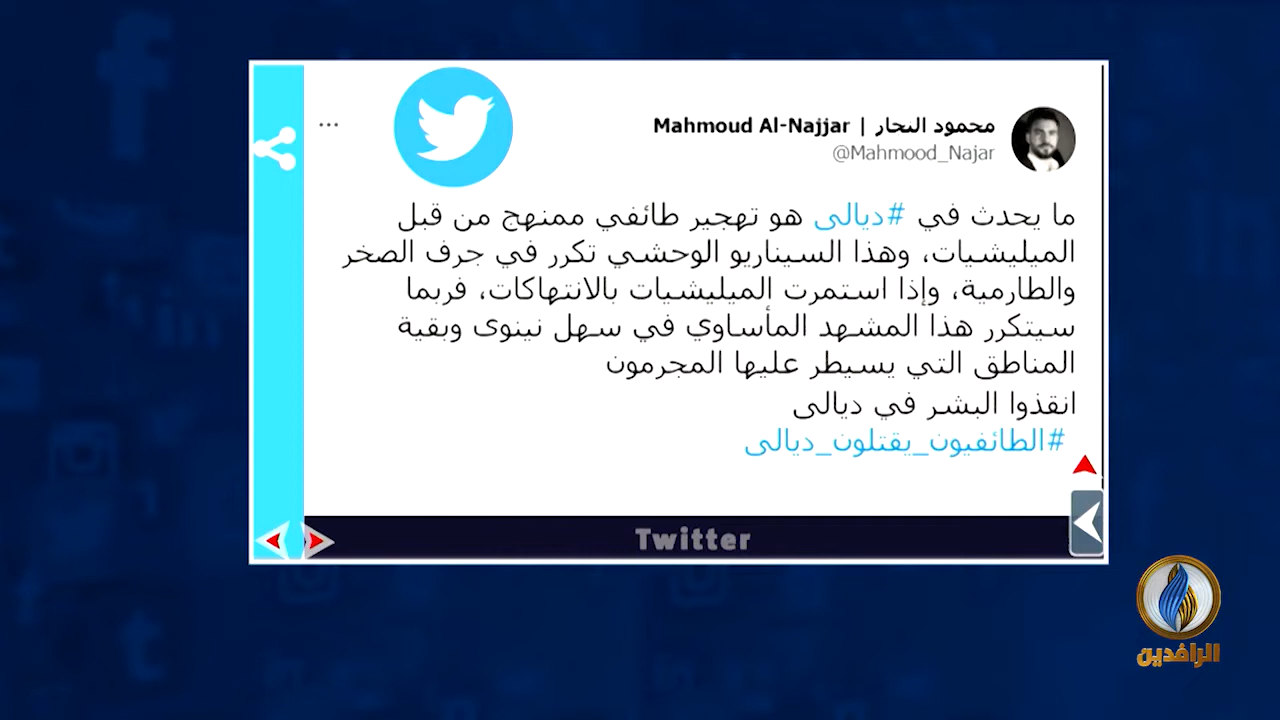 محمود النجار | Mahmoud Al-Najjar
@Mahmood_Najar
ما يحدث في #ديالى هو تهجير طائفي ممنهج من قبل
الميليشيات، وهذا السيناريو الوحشي تكرر في جرف الصخر
والطارمية، وإذا استمرت الميليشيات بالانتهاكات، فربما
سيتكرر هذا المشهد المأساوي في سهل نينوى وبقية
المناطق التي يسيطر عليها المجرمون
انقذوا البشر في ديالى
#الطائفيون_يقتلون_ديالى
Twitter
الرافدين